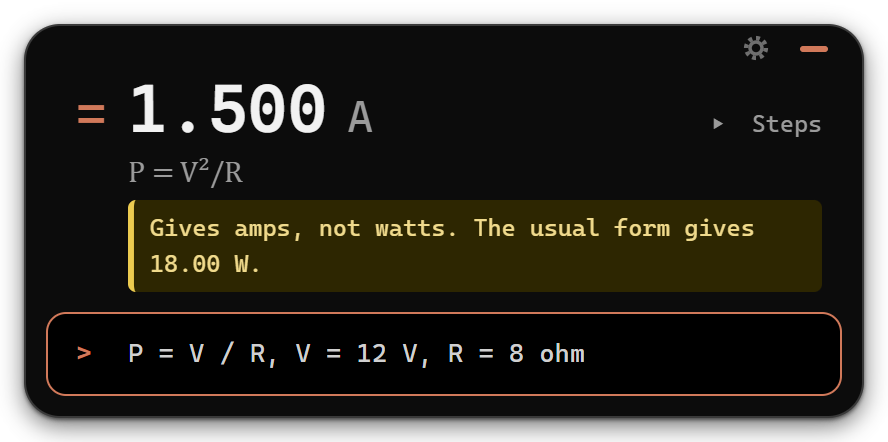 = 1.500 A
▸ Steps
P = V²/R
Gives amps, not watts. The usual form gives
18.00 W.
> P = V / R, V = 12 V, R = 8 ohm